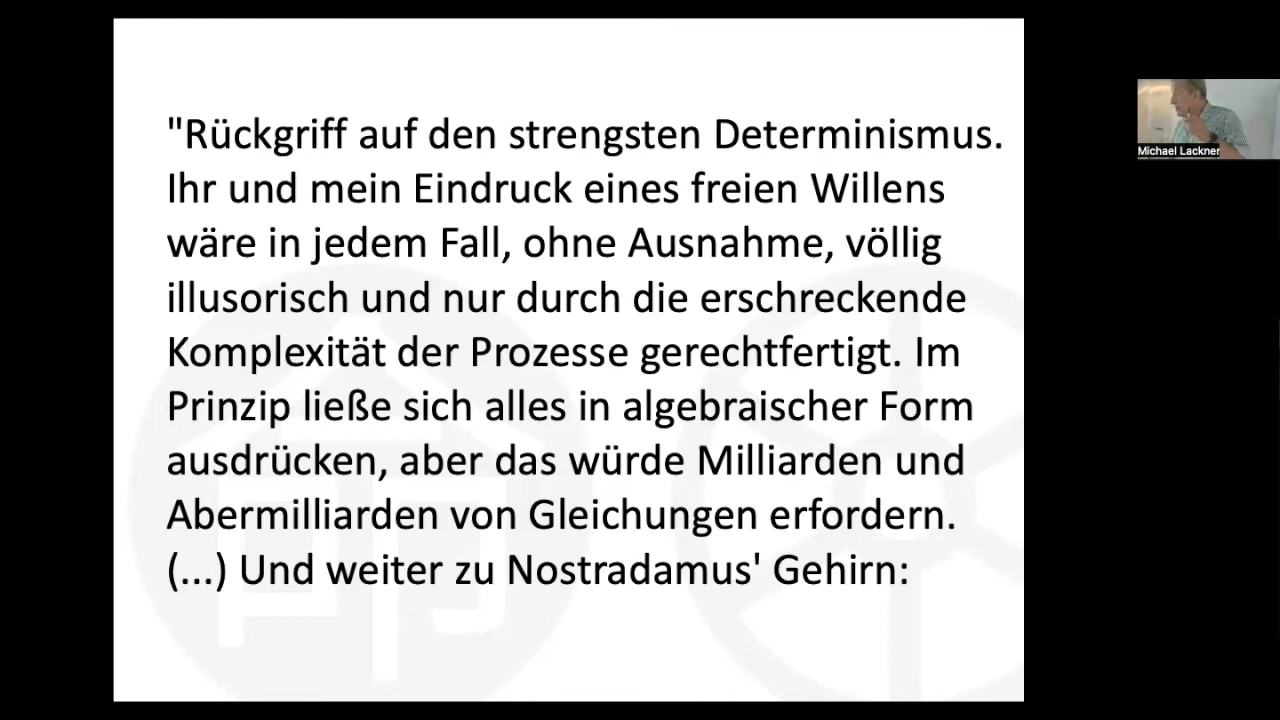 "Rückgriff auf den strengsten Determinismus.
Ihr und mein Eindruck eines freien Willens
wäre in jedem Fall, ohne Ausnahme, völlig
illusorisch und nur durch die erschreckende
Komplexität der Prozesse gerechtfertigt. Im
Prinzip ließe sich alles in algebraischer Form
ausdrücken, aber das würde Milliarden und
Abermilliarden von Gleichungen erfordern.
(...) Und weiter zu Nostradamus' Gehirn:
Michael Lackner